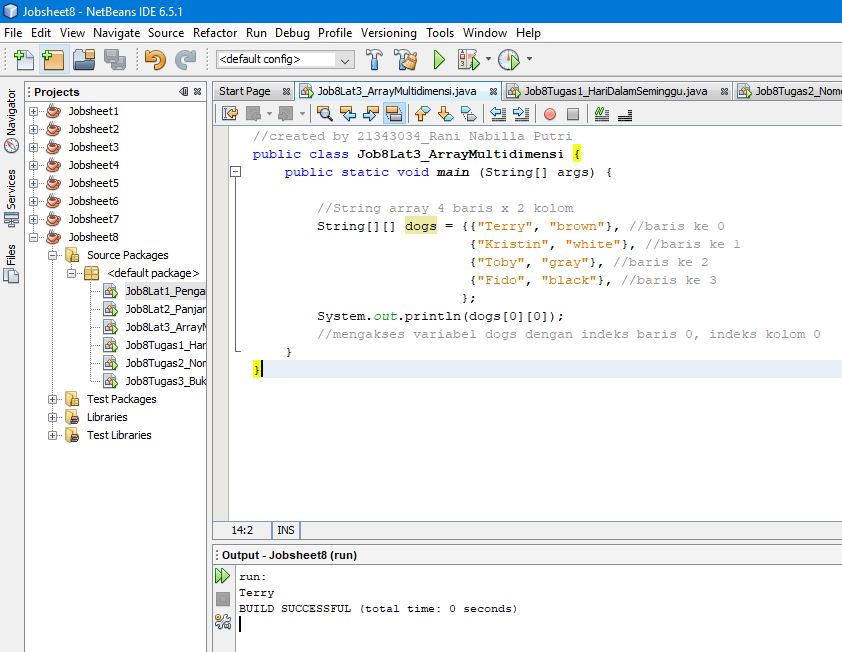 Jobsheet8 - NetBeans IDE 6.5.1
File Edit View Navigate Source Refactor Run Debug Profile Versioning Tools Window Help
<default config>
Navigator
Services
Files
Projects
Jobsheet1
Jobsheet2
Jobsheet3
Jobsheet4
Jobsheet5
Jobsheet6
Jobsheet7
Jobsheet8
Source Packages
<default package>
Job8Lat1_Penga
Job8Lat2_Panjar
Job8Lat3_ArrayM
Job8Tugas1_Har
Job8Tugas2_Nom
Job8Tugas3_Buk
Test Packages
Libraries
Test Libraries
Start Page Job8Lat3_ArrayMultidimensi.java Job8Tugas1_HariDalamSeminggu.java Job8Tugas2_Nomo
//created by 21343034_Rani Nabilla Putri
public class Job8Lat3_ArrayMultidimensi {
public static void main (String[] args) {
//String array 4 baris x 2 kolom
String[][] dogs = {{"Terry", "brown"}, //baris ke 0
{"Kristin", "white"}, //baris ke 1
{"Toby", "gray"}, //baris ke 2
{"Fido", "black"}, //baris ke 3
};
System.out.println(dogs[0][0]);
//mengakses variabel dogs dengan indeks baris 0, indeks kolom 0
}
}
14:2 INS
Output - Jobsheet8 (run)
run:
Terry
BUILD SUCCESSFUL (total time: 0 seconds)